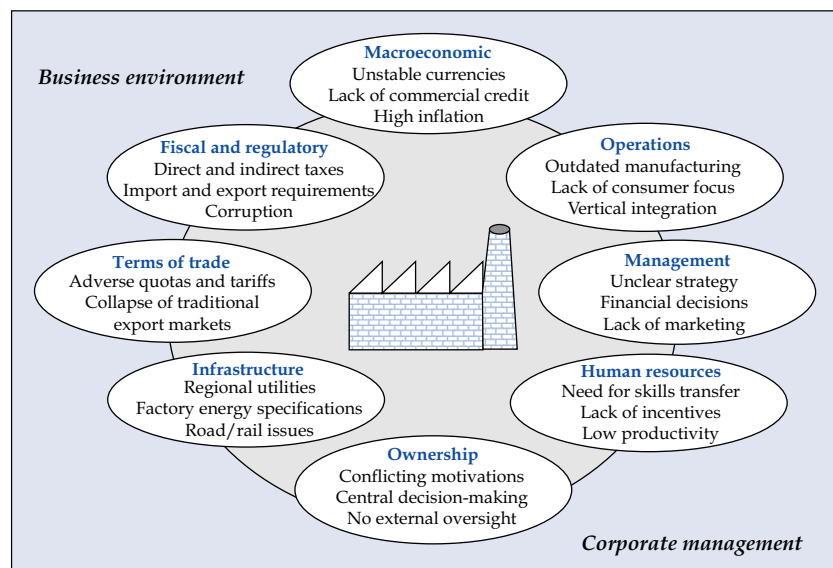 Business environment
Macroeconomic
Unstable currencies
Lack of commercial credit
High inflation
Fiscal and regulatory
Direct and indirect taxes
Import and export requirements
Corruption
Operations
Outdated manufacturing
Lack of consumer focus
Vertical integration
Terms of trade
Adverse quotas and tariffs
Collapse of traditional
export markets
Management
Unclear strategy
Financial decisions
Lack of marketing
Infrastructure
Regional utilities
Factory energy specifications
Road/rail issues
Human resources
Need for skills transfer
Lack of incentives
Low productivity
Ownership
Conflicting motivations
Central decision-making
No external oversight
Corporate management